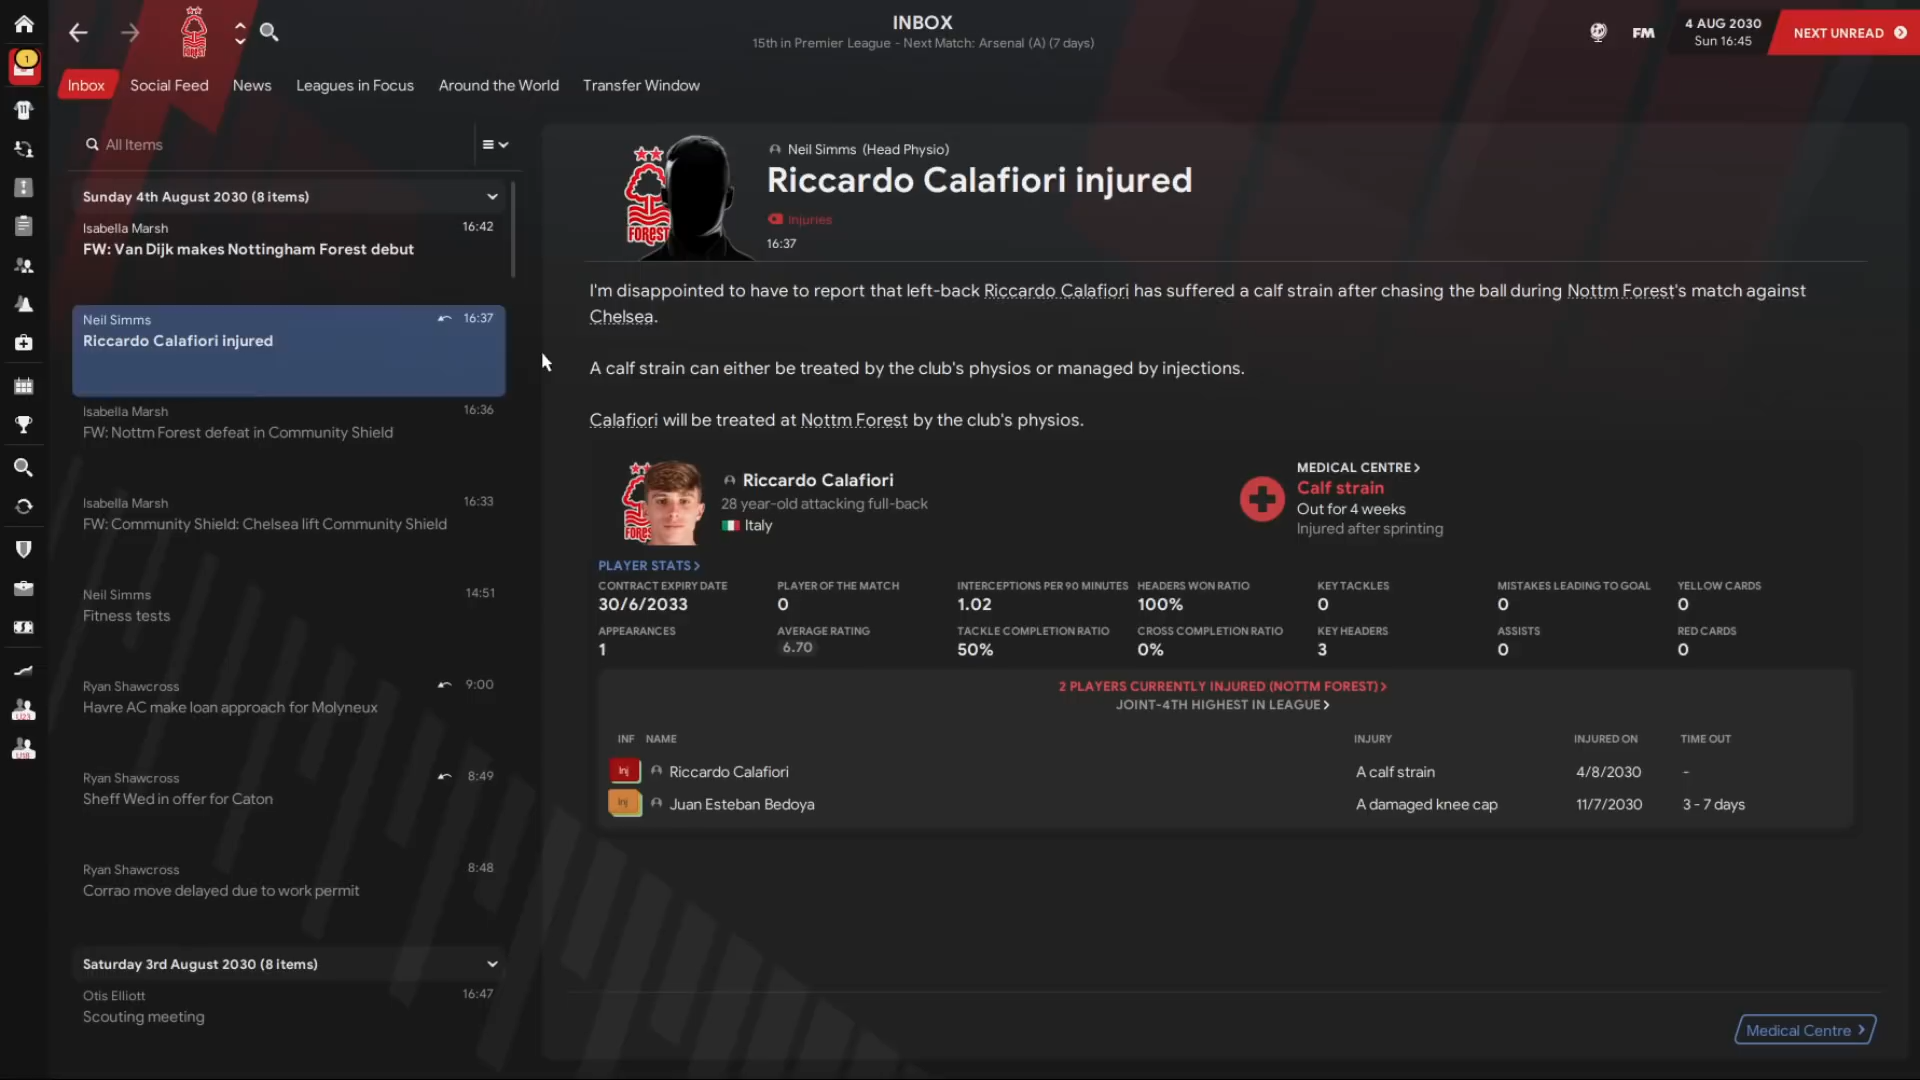 INBOX
15th in Premier League - Next Match: Arsenal (A) (7 days)
FM
4 AUG 2030
Sun 16:45
NEXT UNREAD
1
Inbox
Social Feed
News
Leagues in Focus
Around the World
Transfer Window
All Items
Sunday 4th August 2030 (8 items)
Isabella Marsh 16:42
FW: Van Dijk makes Nottingham Forest debut
Neil Simms 16:37
Riccardo Calafiori injured
Isabella Marsh 16:36
FW: Nottm Forest defeat in Community Shield
Isabella Marsh 16:33
FW: Community Shield: Chelsea lift Community Shield
Neil Simms 14:51
Fitness tests
Ryan Shawcross 9:00
Havre AC make loan approach for Molyneux
Ryan Shawcross 8:49
Sheff Wed in offer for Caton
Ryan Shawcross 8:48
Corrao move delayed due to work permit
Saturday 3rd August 2030 (8 items)
Otis Elliott 16:47
Scouting meeting
FOREST
Neil Simms (Head Physio)
Riccardo Calafiori injured
Injuries
16:37
I'm disappointed to have to report that left-back Riccardo Calafiori has suffered a calf strain after chasing the ball during Nottm Forest's match against
Chelsea.
A calf strain can either be treated by the club's physios or managed by injections.
Calafiori will be treated at Nottm Forest by the club's physios.
Riccardo Calafiori
28 year-old attacking full-back
Italy
MEDICAL CENTRE >
Calf strain
Out for 4 weeks
Injured after sprinting
PLAYER STATS >
CONTRACT EXPIRY DATE PLAYER OF THE MATCH INTERCEPTIONS PER 90 MINUTES HEADERS WON RATIO KEY TACKLES MISTAKES LEADING TO GOAL YELLOW CARDS
30/6/2033 0 1.02 100% 0 0 0
APPEARANCES AVERAGE RATING TACKLE COMPLETION RATIO CROSS COMPLETION RATIO KEY HEADERS ASSISTS RED CARDS
1 6.70 50% 0% 3 0 0
2 PLAYERS CURRENTLY INJURED (NOTTM FOREST) >
JOINT-4TH HIGHEST IN LEAGUE >
INF NAME INJURY INJURED ON TIME OUT
Inj Riccardo Calafiori A calf strain 4/8/2030 -
Inj Juan Esteban Bedoya A damaged knee cap 11/7/2030 3 - 7 days
Medical Centre >